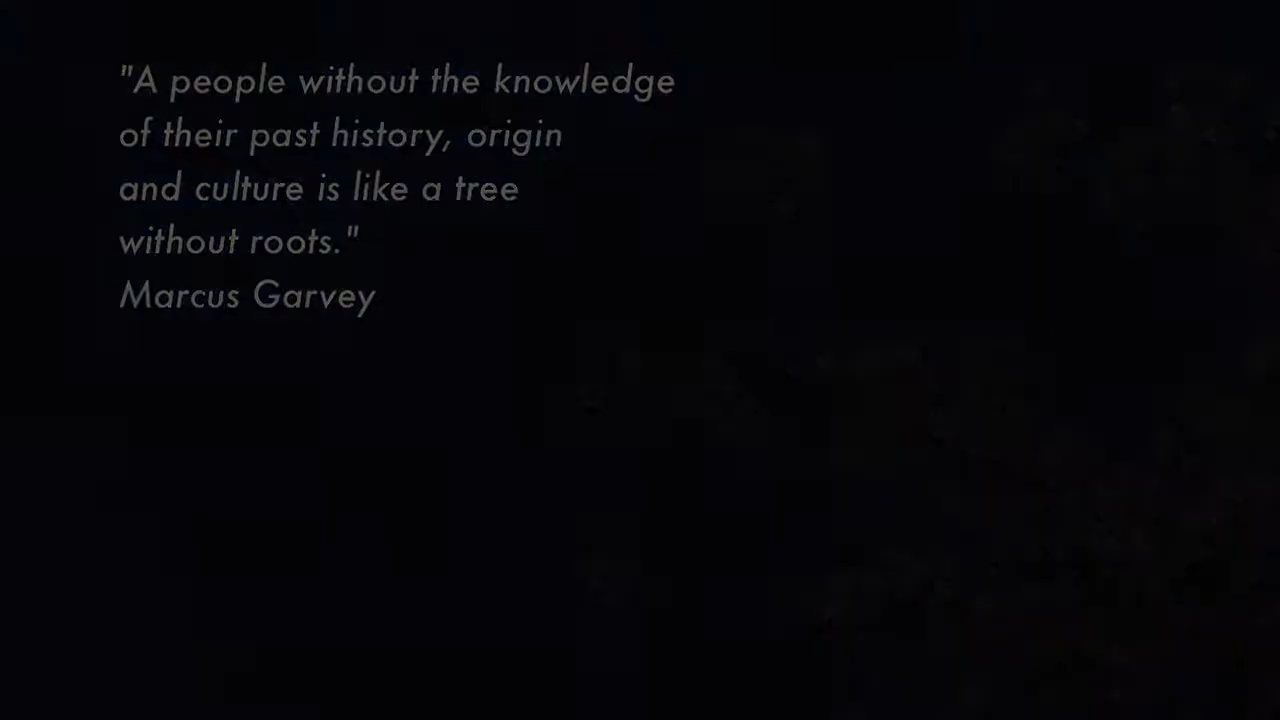 "A people without the knowledge
of their past history, origin
and culture is like a tree
without roots."
Marcus Garvey